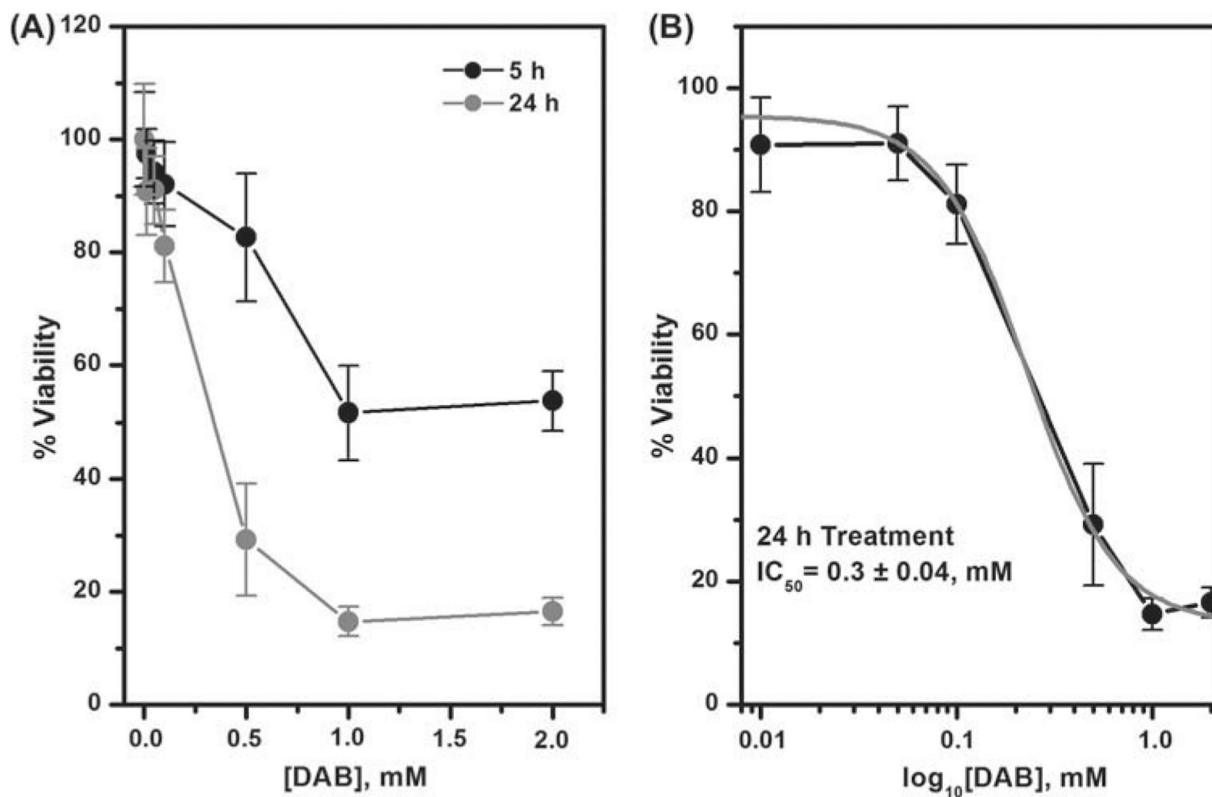 (A)
120
100
80
60
40
20
0
% Viability
5 h
24 h
0.0 0.5 1.0 1.5 2.0
[DAB], mM
(B)
100
80
60
40
20
0
% Viability
24 h Treatment
IC₅₀= 0.3 ± 0.04, mM
0.01 0.1 1.0
log₁₀[DAB], mM